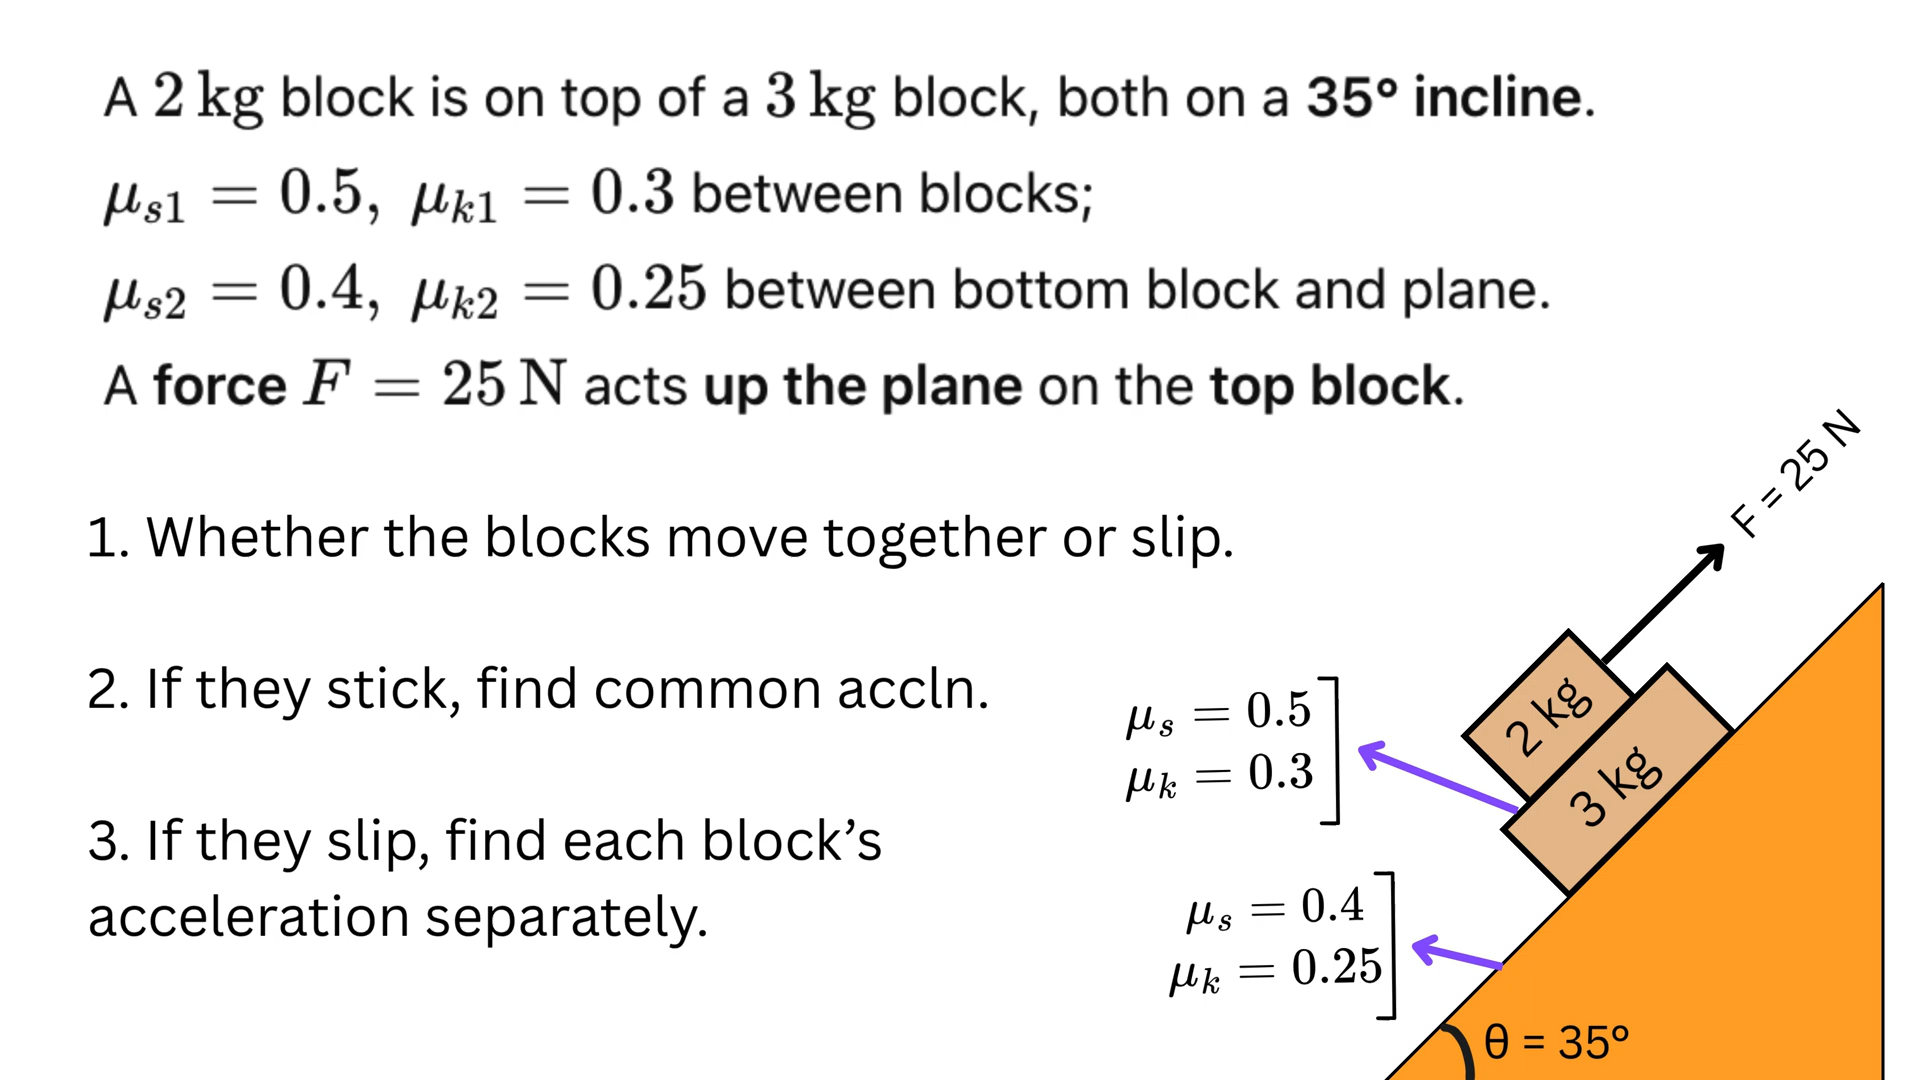 A 2 kg block is on top of a 3 kg block, both on a 35° incline.
μs1 = 0.5, μk1 = 0.3 between blocks;
μs2 = 0.4, μk2 = 0.25 between bottom block and plane.
A force F = 25 N acts up the plane on the top block.
1. Whether the blocks move together or slip.
2. If they stick, find common accln.
3. If they slip, find each block’s
acceleration separately.
F = 25 N
2 kg
3 kg
μs = 0.5
μk = 0.3
μs = 0.4
μk = 0.25
θ = 35°